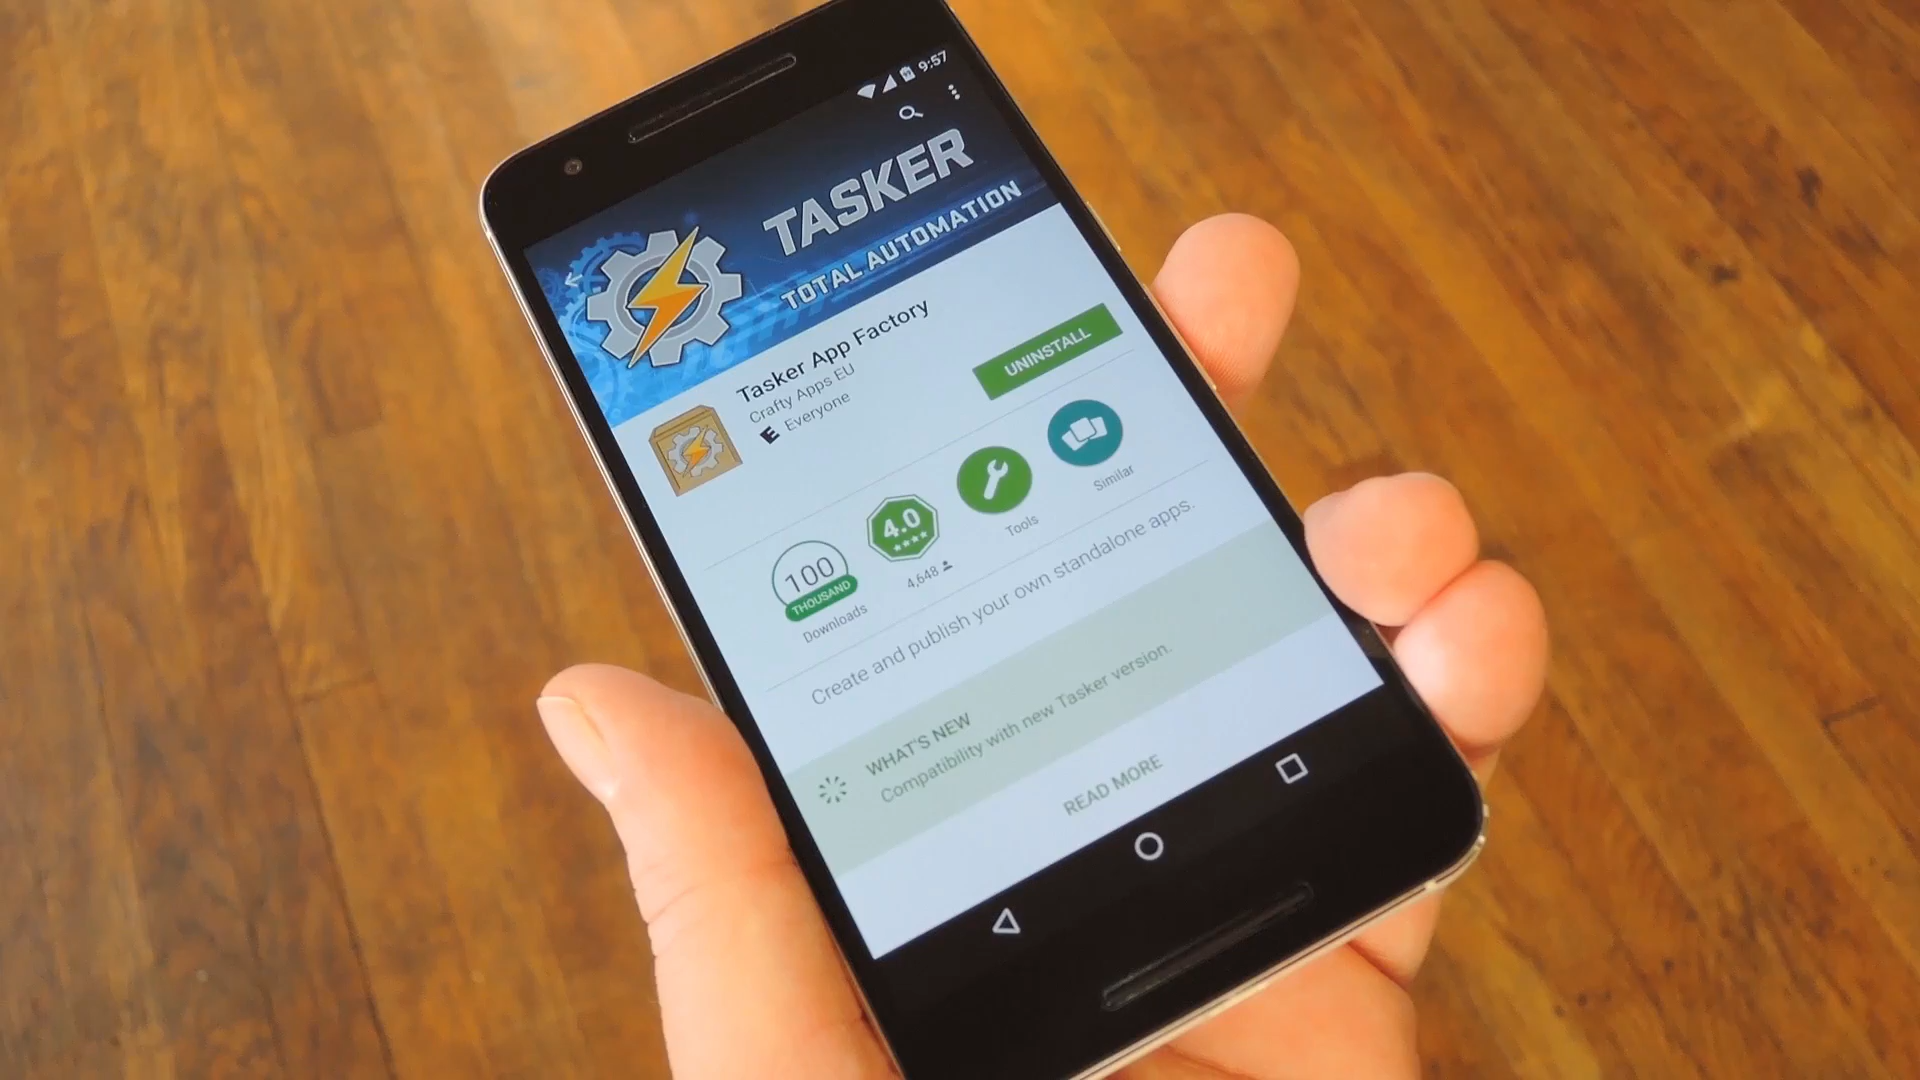 9:57
TASKER
TOTAL AUTOMATION
Tasker App Factory
Crafty Apps EU
E Everyone
UNINSTALL
100
THOUSAND
Downloads
4.0
4,648
Tools
Similar
Create and publish your own standalone apps.
WHAT'S NEW
Compatibility with new Tasker version.
READ MORE